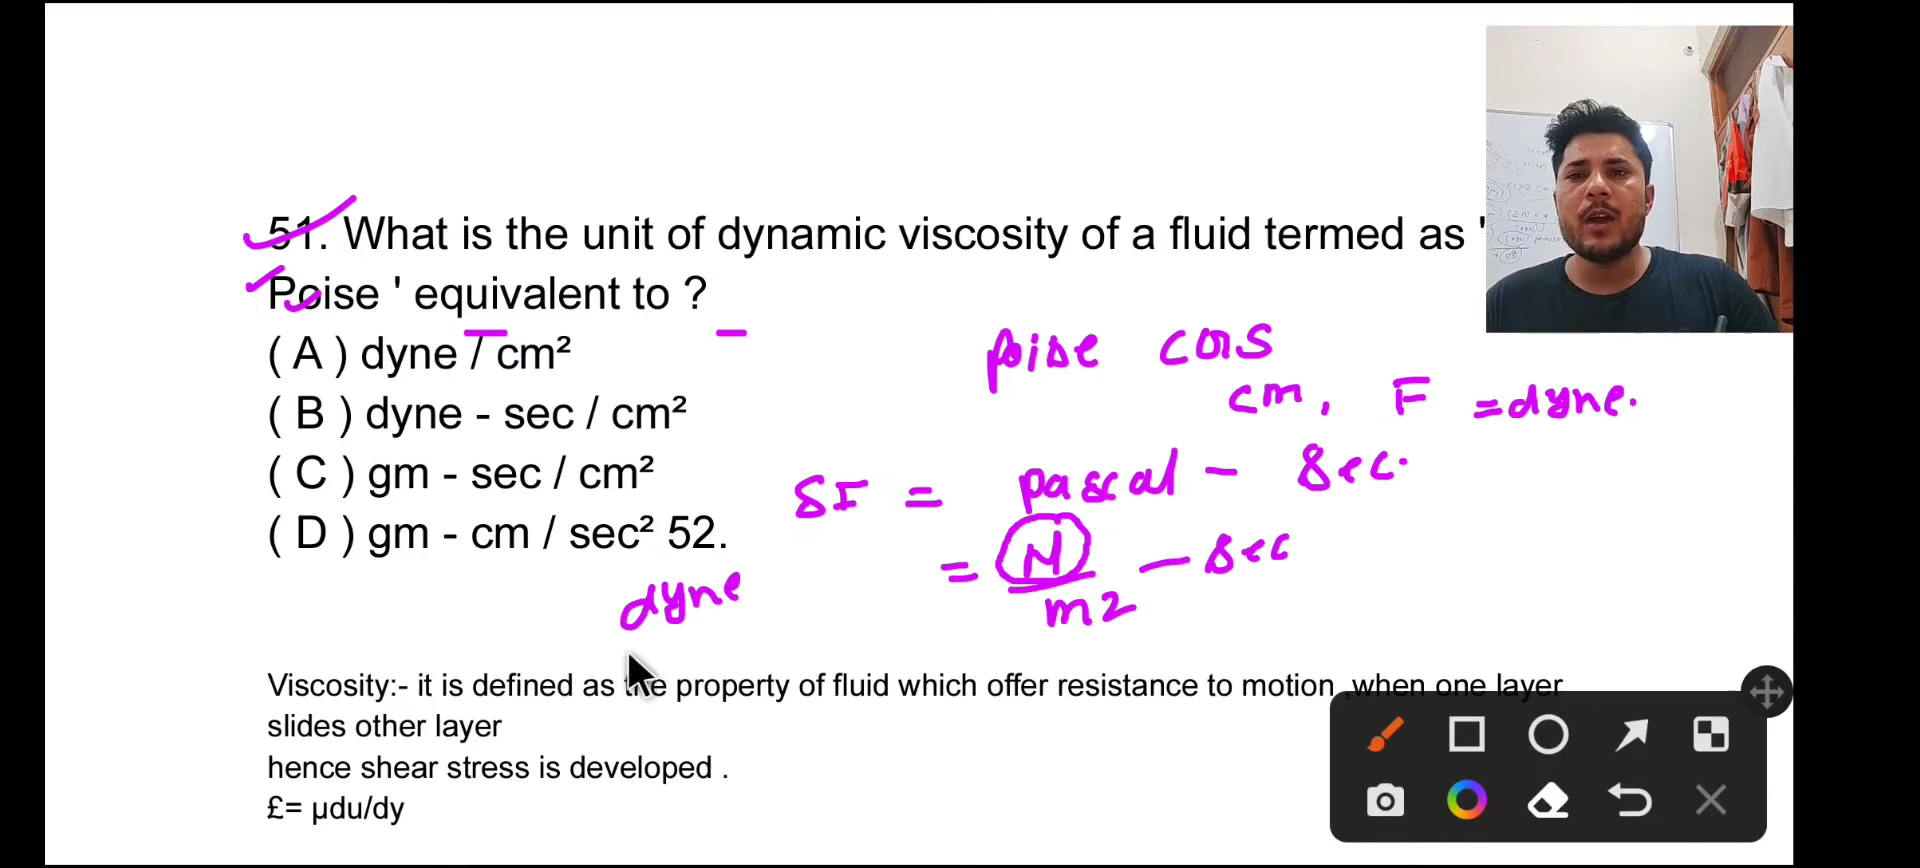 51. What is the unit of dynamic viscosity of a fluid termed as '
Poise ' equivalent to ?
( A ) dyne / cm²
( B ) dyne - sec / cm²
( C ) gm - sec / cm²
( D ) gm - cm / sec² 52.
poise CGS
cm, F = dyne.
SI = pascal - sec.
= N/m2 - sec
dyne
Viscosity:- it is defined as the property of fluid which offer resistance to motion ,when one layer
slides other layer
hence shear stress is developed .
£= μdu/dy